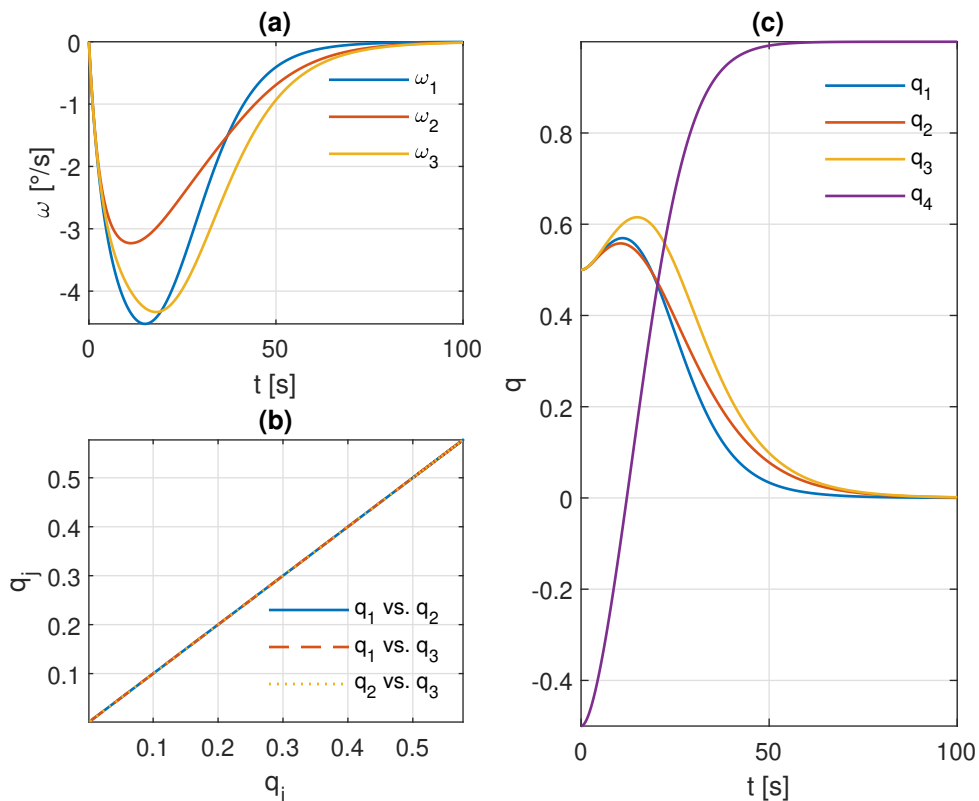 (a)
0
-1
-2
-3
-4
ω [°/s]
ω1
ω2
ω3
0
50
100
t [s]
(b)
0.5
0.4
0.3
0.2
0.1
qj
q1 vs. q2
q1 vs. q3
q2 vs. q3
0.1
0.2
0.3
0.4
0.5
qi
(c)
0.8
0.6
0.4
0.2
0
-0.2
-0.4
q
q1
q2
q3
q4
0
50
100
t [s]